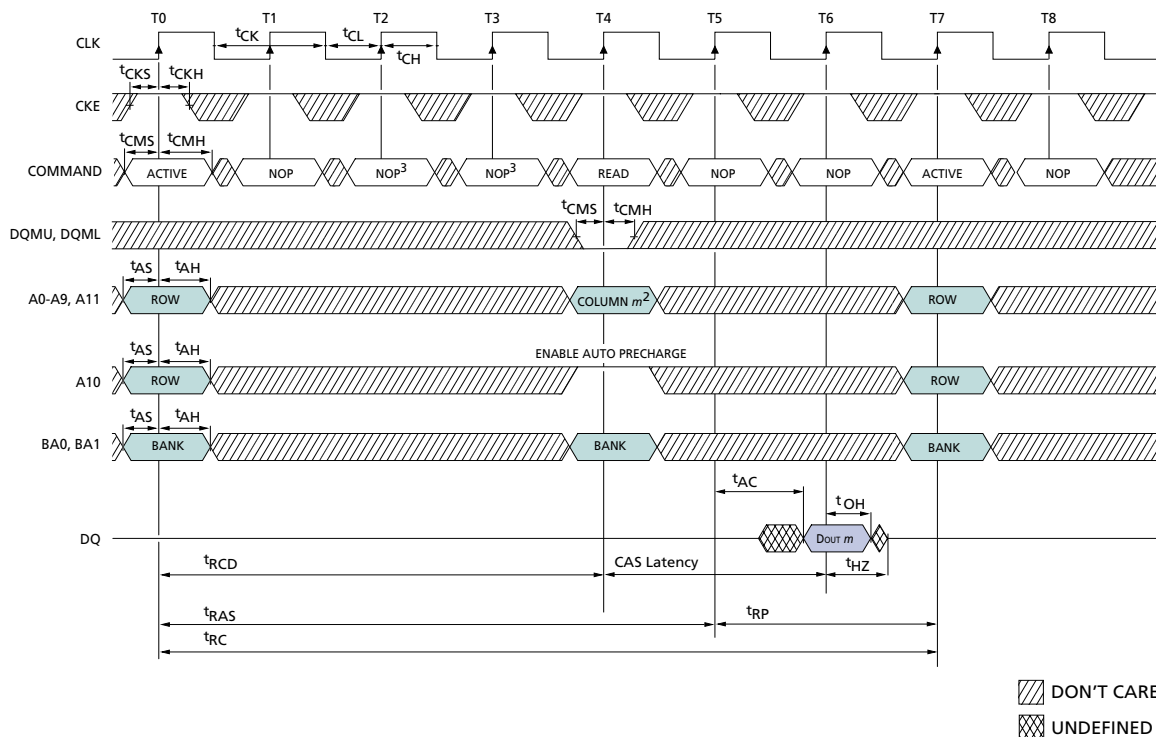 T0 T1 T2 T3 T4 T5 T6 T7 T8
CLK
tCK tCL
tCH
tCKS tCKH
CKE
tCMS tCMH
COMMAND ACTIVE NOP NOP3 NOP3 READ NOP NOP ACTIVE NOP
tCMS tCMH
DQMU, DQML
tAS tAH
A0-A9, A11 ROW COLUMN m2 ROW
ENABLE AUTO PRECHARGE
tAS tAH
A10 ROW ROW
tAS tAH
BA0, BA1 BANK BANK BANK
tAC
tOH
DQ DOUT m
tRCD CAS Latency tHZ
tRAS tRP
tRC
DON'T CARE
UNDEFINED